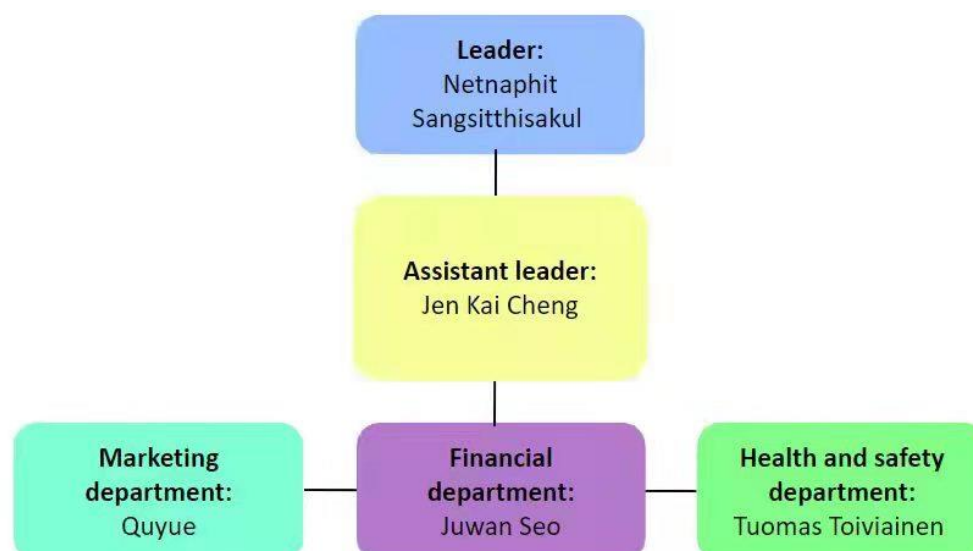 Leader:
Netnaphit
Sangsitthisakul
Assistant leader:
Jen Kai Cheng
Marketing
department:
Quyue
Financial
department:
Juwan Seo
Health and safety
department:
Tuomas Toiviainen